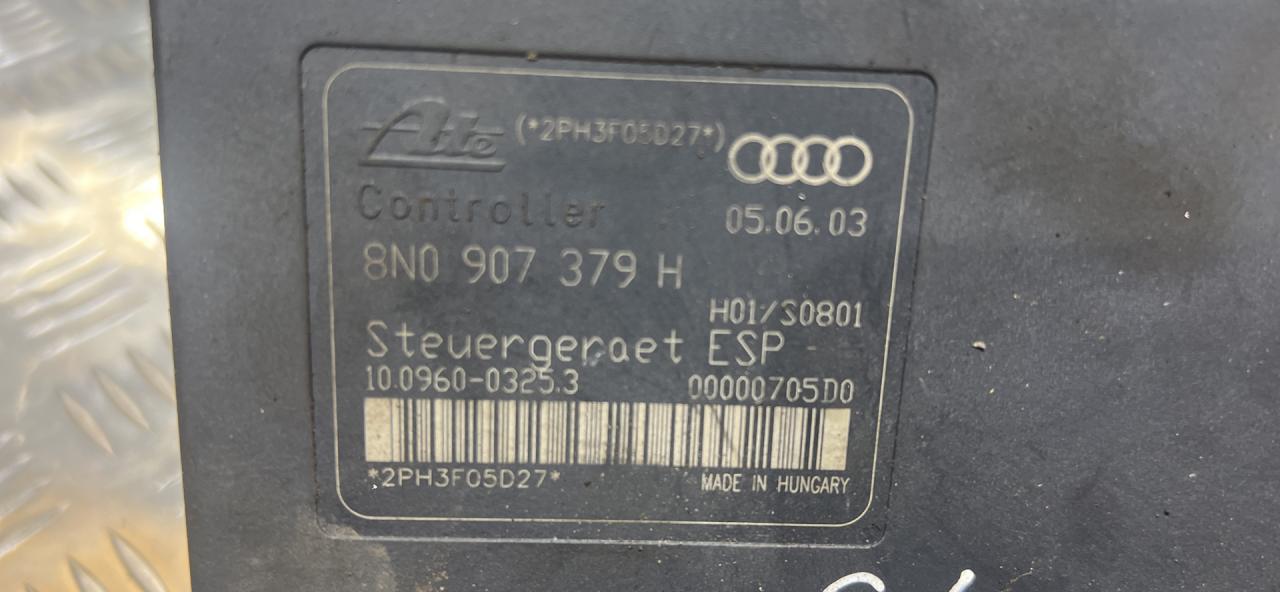 Ate (*2PH3F05D27*)
Controller 05.06.03
8N0 907 379 H
H01/S0801
Steuergeraet ESP
10.0960-0325.3 00000705D0
*2PH3F05D27* MADE IN HUNGARY